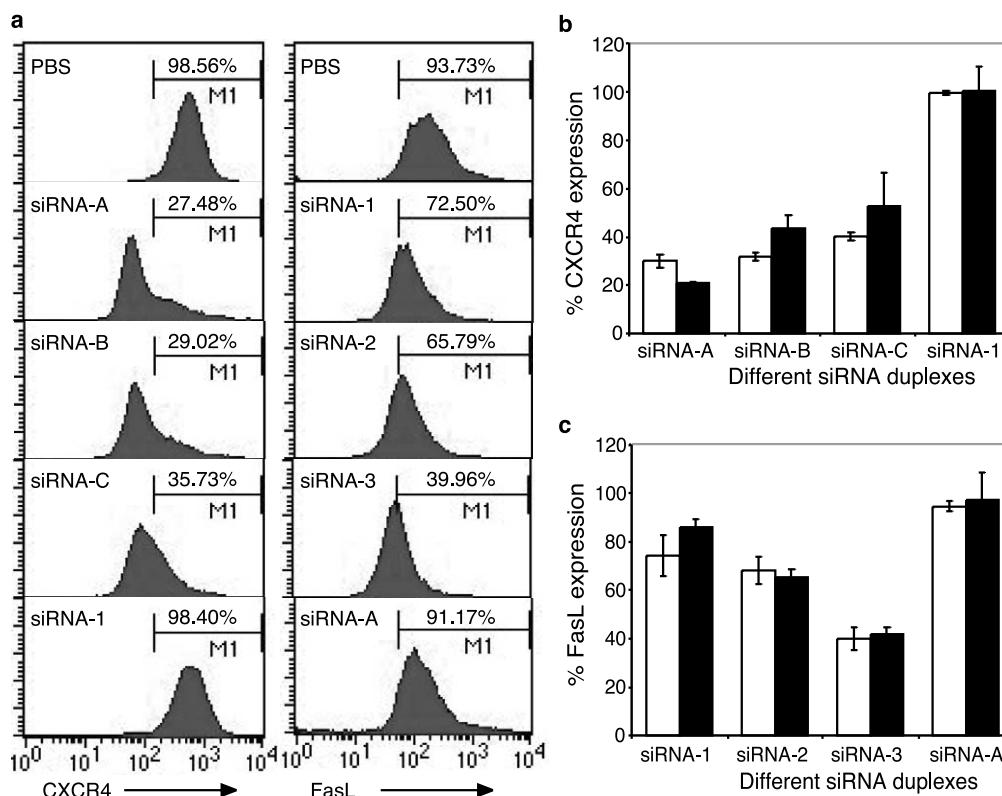 a
PBS
98.56%
M1
siRNA-A
27.48%
M1
siRNA-B
29.02%
M1
siRNA-C
35.73%
M1
siRNA-1
98.40%
M1
10^0 10^1 10^2 10^3 10^4
CXCR4
PBS
93.73%
M1
siRNA-1
72.50%
M1
siRNA-2
65.79%
M1
siRNA-3
39.96%
M1
siRNA-A
91.17%
M1
10^0 10^1 10^2 10^3 10^4
FasL
b
% CXCR4 expression
120
100
80
60
40
20
0
siRNA-A siRNA-B siRNA-C siRNA-1
Different siRNA duplexes
c
% FasL expression
120
100
80
60
40
20
0
siRNA-1 siRNA-2 siRNA-3 siRNA-A
Different siRNA duplexes